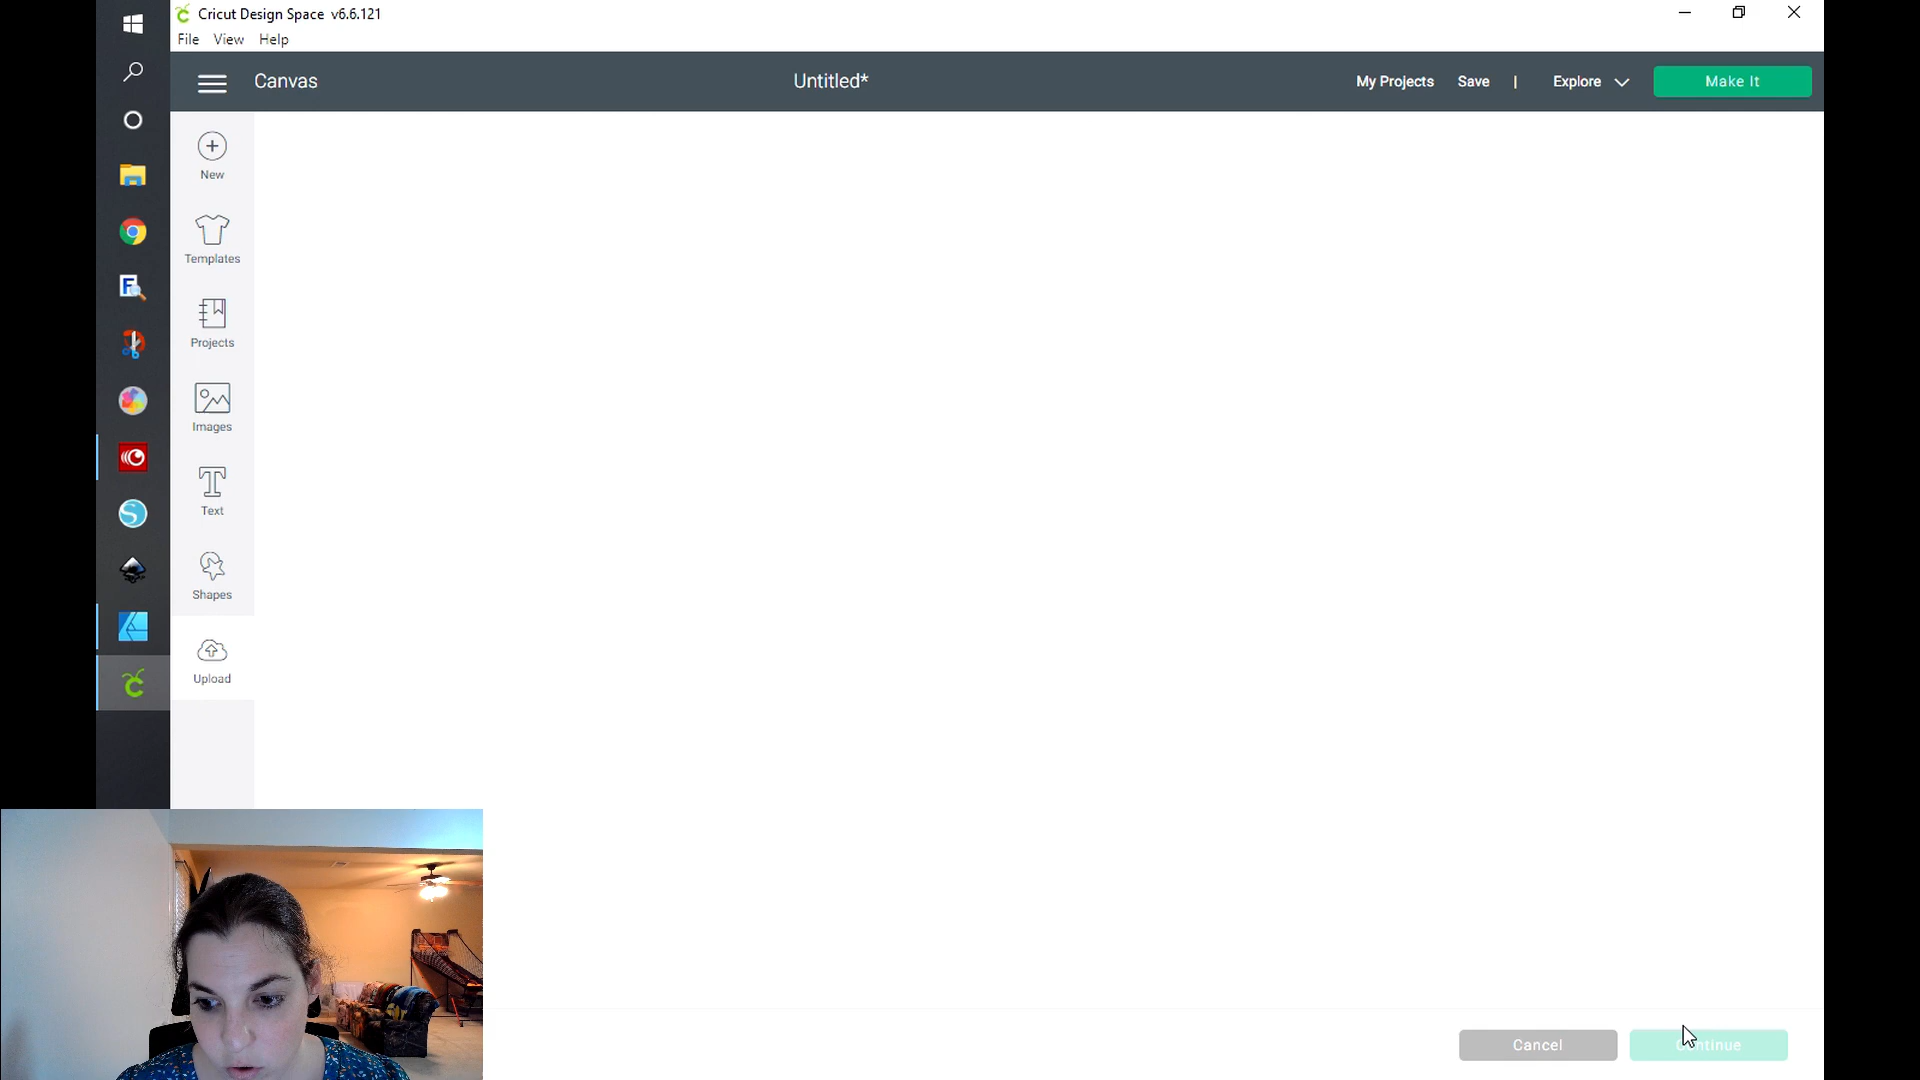 Cricut Design Space v6.6.121
File View Help
Canvas
Untitled*
My Projects Save | Explore
Make It
New
Templates
Projects
Images
Text
Shapes
Upload
Cancel
Continue